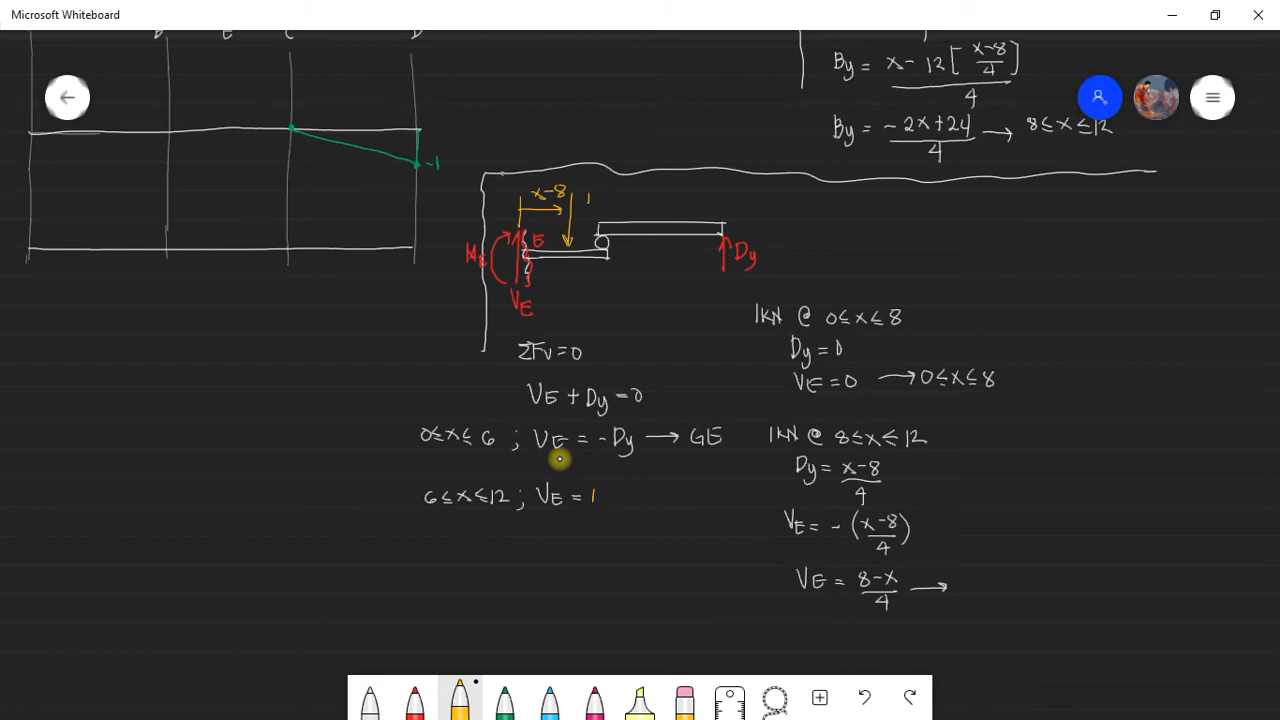 Microsoft Whiteboard
B E C D
-1
By = x - 12[x-8/4] / 4
By = -2x+24 / 4 → 8≤x≤12
x-8 1
ME E Dy
VE
ΣFv=0
VE + Dy = 0
0≤x≤6 ; VE = -Dy → GE
6≤x≤12 ; VE = 1
1kN @ 0≤x≤8
Dy = 0
VE = 0 → 0≤x≤8
1kN @ 8≤x≤12
Dy = x-8 / 4
VE = -(x-8 / 4)
VE = 8-x / 4 →